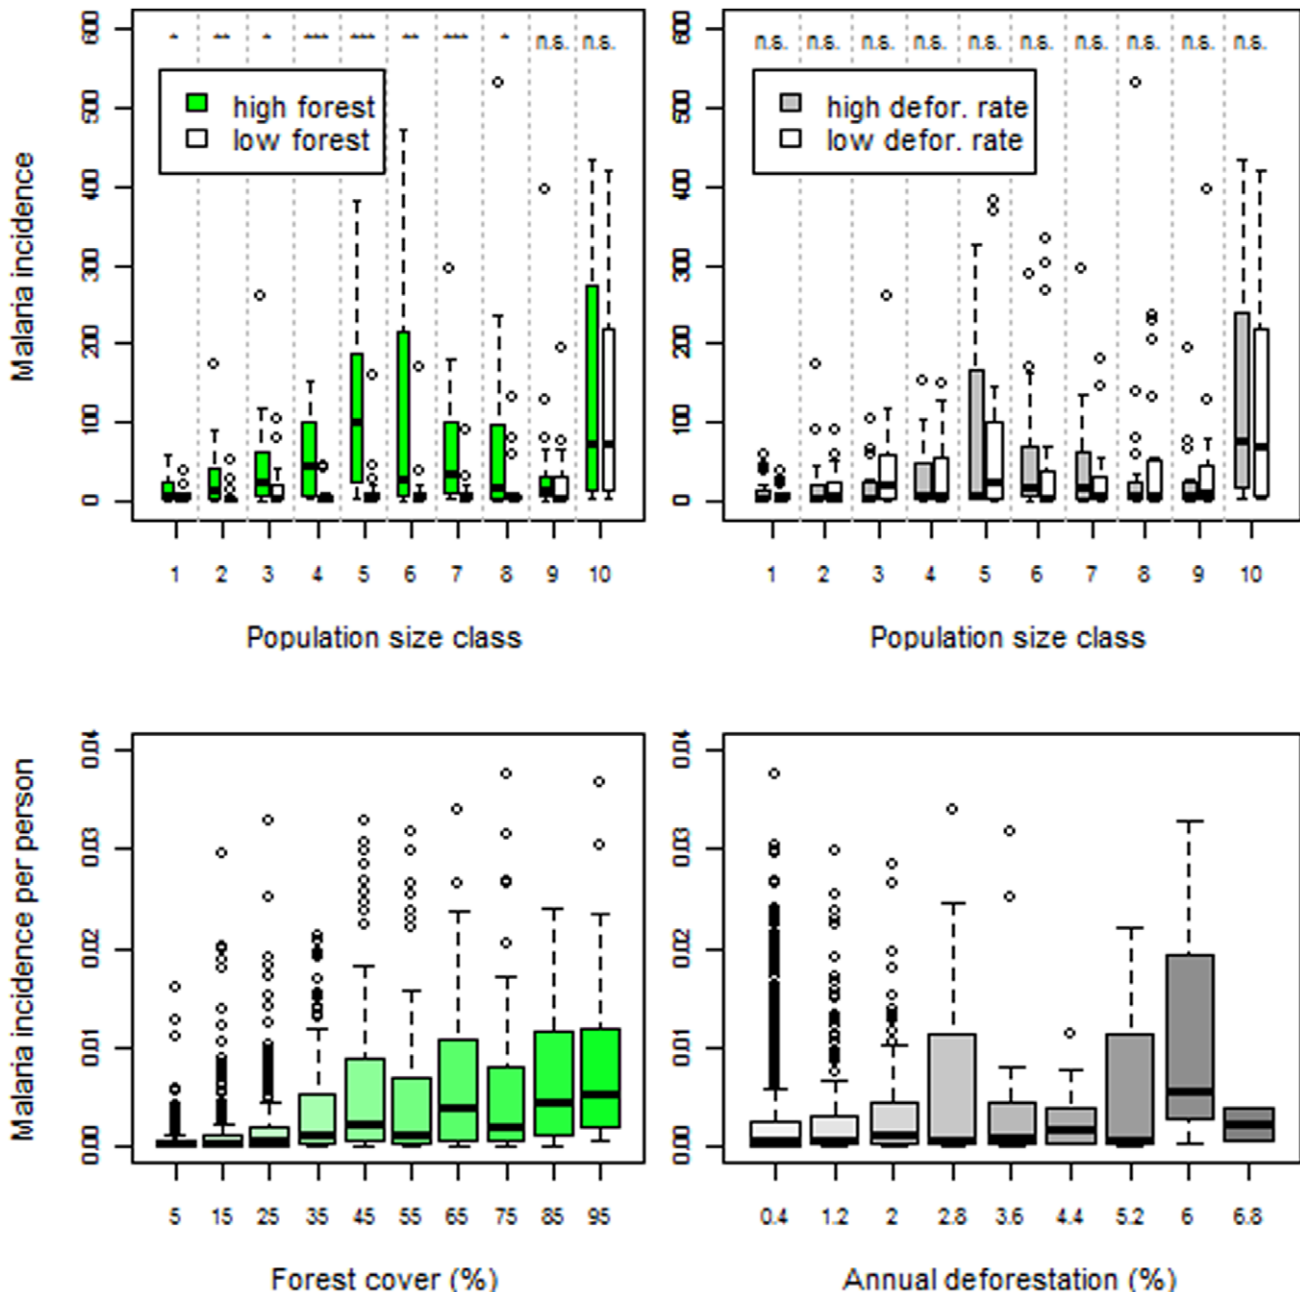 600 500 400 300 200 100 0
Malaria incidence
* ** * *** *** ** *** * n.s. n.s.
high forest
low forest
1 2 3 4 5 6 7 8 9 10
Population size class
600 500 400 300 200 100 0
n.s. n.s. n.s. n.s. n.s. n.s. n.s. n.s. n.s. n.s.
high defor. rate
low defor. rate
1 2 3 4 5 6 7 8 9 10
Population size class
0.04 0.03 0.02 0.01 0.00
Malaria incidence per person
5 15 25 35 45 55 65 75 85 95
Forest cover (%)
0.04 0.03 0.02 0.01 0.00
0.4 1.2 2 2.8 3.6 4.4 5.2 6 6.8
Annual deforestation (%)